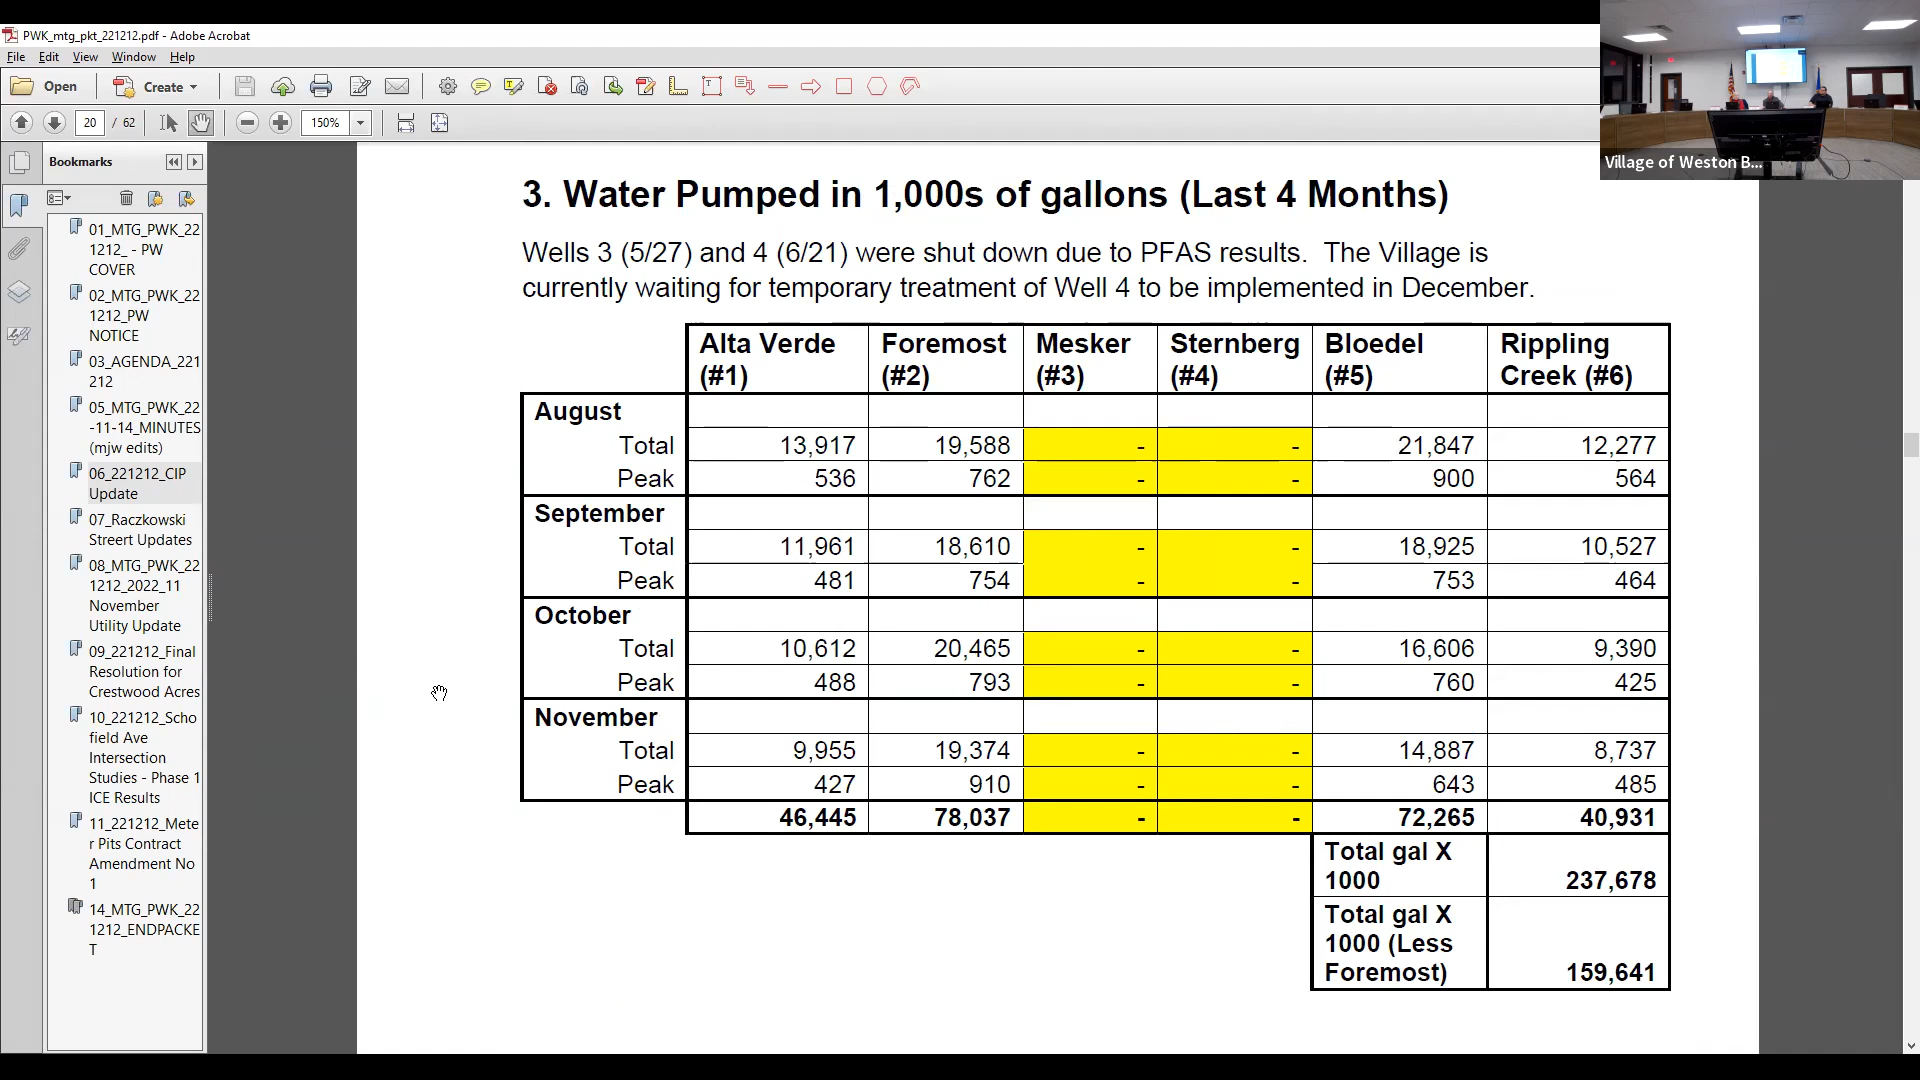 PWK_mtg_pkt_221212.pdf - Adobe Acrobat
File Edit View Window Help
Open Create
20 / 62 150%
Bookmarks
01_MTG_PWK_22
1212_ - PW
COVER
02_MTG_PWK_22
1212_PW
NOTICE
03_AGENDA_221
212
05_MTG_PWK_22
-11-14_MINUTES
(mjw edits)
06_221212_CIP
Update
07_Raczkowski
Streert Updates
08_MTG_PWK_22
1212_2022_11
November
Utility Update
09_221212_Final
Resolution for
Crestwood Acres
10_221212_Scho
field Ave
Intersection
Studies - Phase 1
ICE Results
11_221212_Mete
r Pits Contract
Amendment No
1
14_MTG_PWK_22
1212_ENDPACKE
T
Village of Weston B...
3. Water Pumped in 1,000s of gallons (Last 4 Months)
Wells 3 (5/27) and 4 (6/21) were shut down due to PFAS results. The Village is
currently waiting for temporary treatment of Well 4 to be implemented in December.
Alta Verde Foremost Mesker Sternberg Bloedel Rippling
(#1) (#2) (#3) (#4) (#5) Creek (#6)
August
Total 13,917 19,588 - - 21,847 12,277
Peak 536 762 - - 900 564
September
Total 11,961 18,610 - - 18,925 10,527
Peak 481 754 - - 753 464
October
Total 10,612 20,465 - - 16,606 9,390
Peak 488 793 - - 760 425
November
Total 9,955 19,374 - - 14,887 8,737
Peak 427 910 - - 643 485
46,445 78,037 - - 72,265 40,931
Total gal X
1000 237,678
Total gal X
1000 (Less
Foremost) 159,641